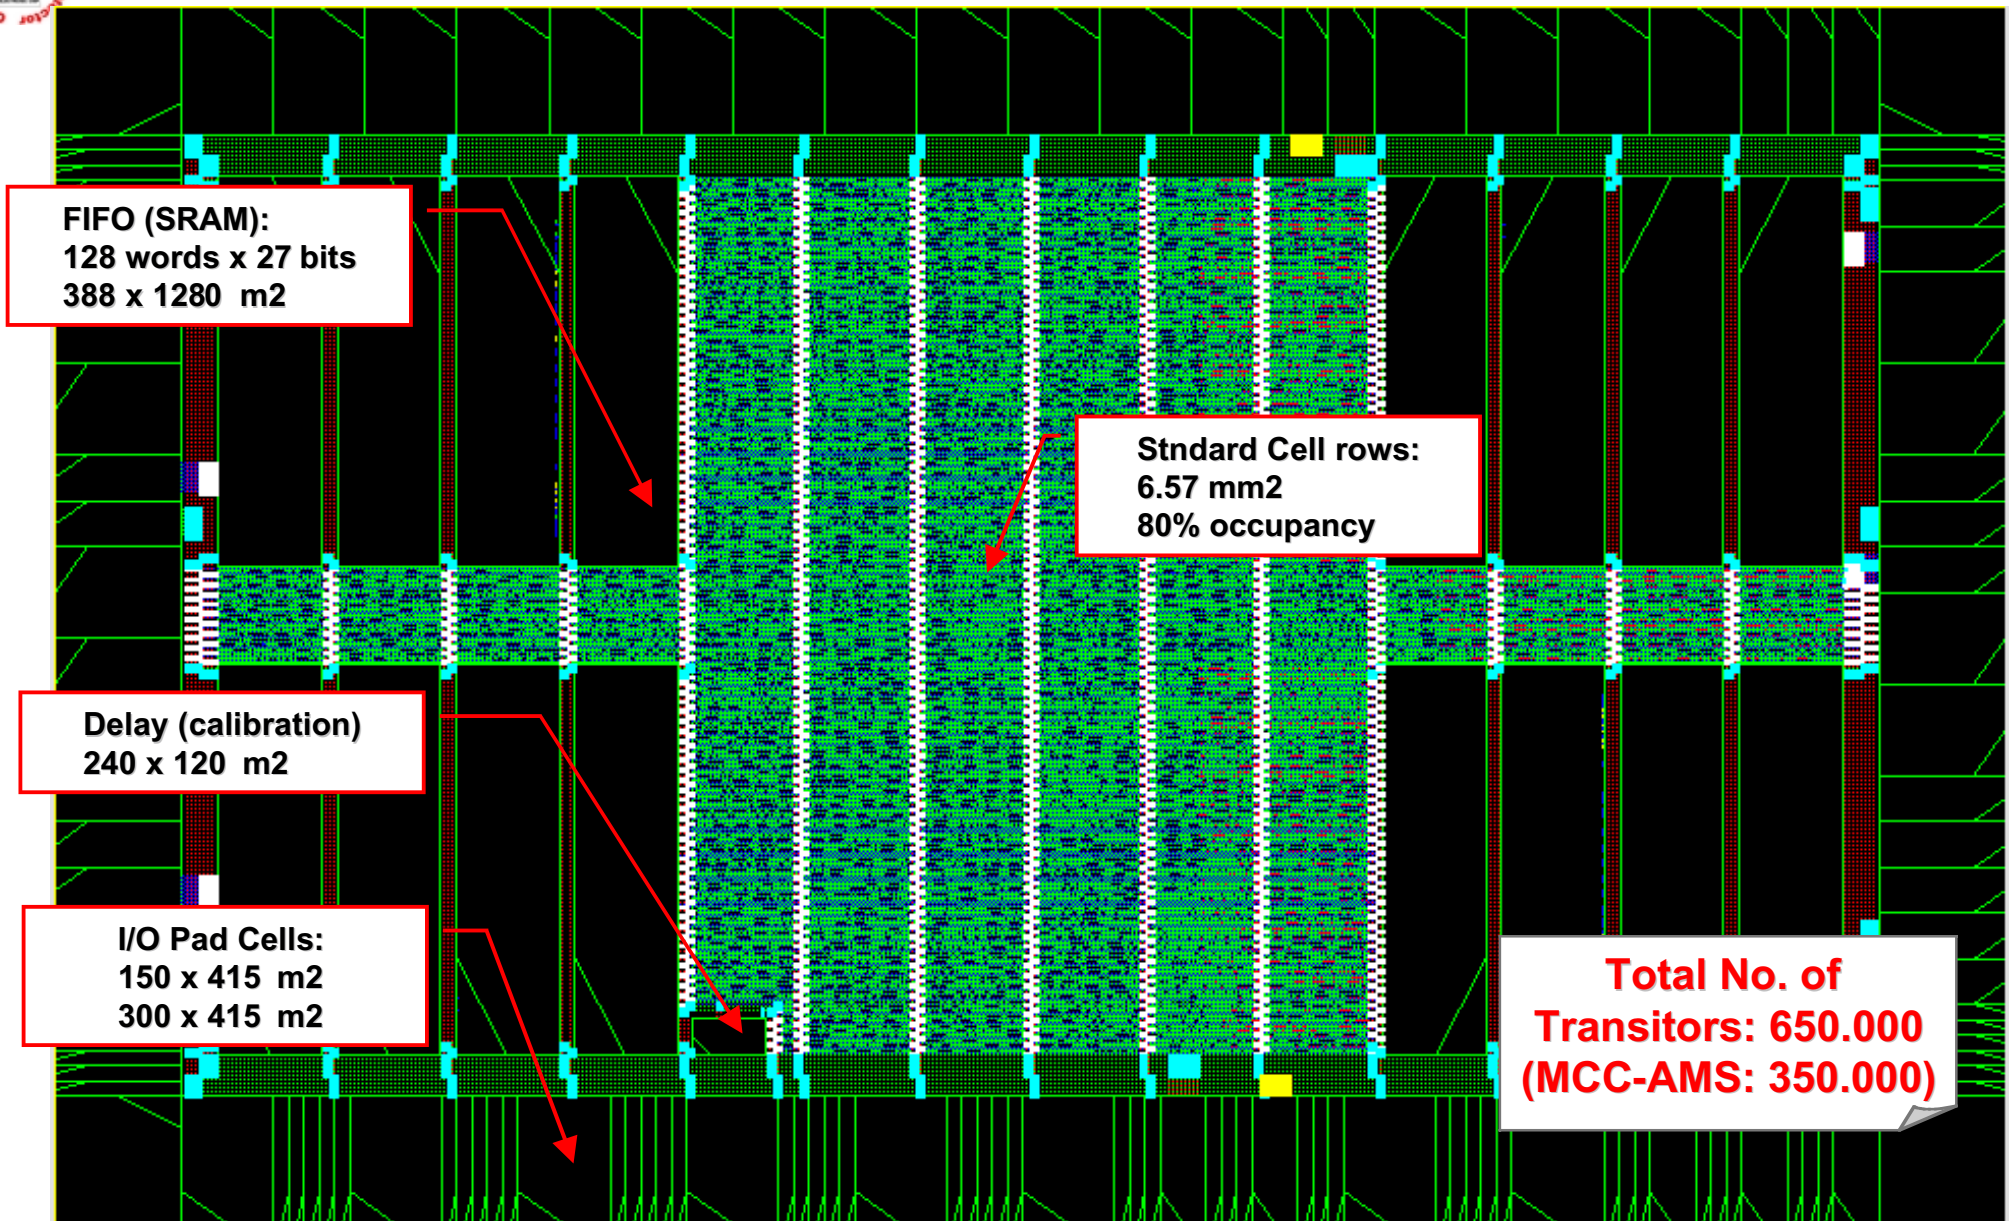 FIFO (SRAM):
128 words x 27 bits
388 x 1280  m2
Stndard Cell rows:
6.57 mm2
80% occupancy
Delay (calibration)
240 x 120  m2
I/O Pad Cells:
150 x 415  m2
300 x 415  m2
Total No. of
Transitors: 650.000
(MCC-AMS: 350.000)